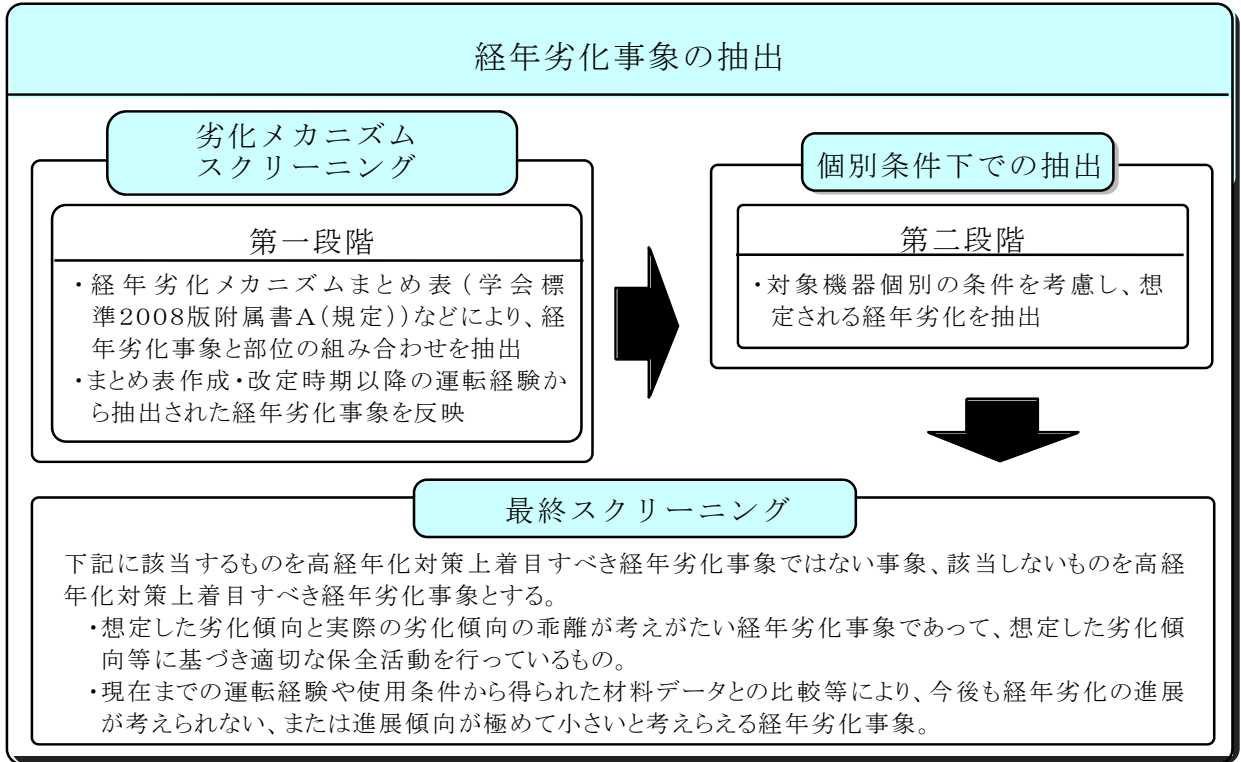 経年劣化事象の抽出
劣化メカニズム
スクリーニング
第一段階
・経年劣化メカニズムまとめ表(学会標
準2008版附属書A(規定))などにより、経
年劣化事象と部位の組み合わせを抽出
・まとめ表作成・改定時期以降の運転経験か
ら抽出された経年劣化事象を反映
個別条件下での抽出
第二段階
・対象機器個別の条件を考慮し、想
定される経年劣化を抽出
最終スクリーニング
下記に該当するものを高経年化対策上着目すべき経年劣化事象ではない事象、該当しないものを高経
年化対策上着目すべき経年劣化事象とする。
・想定した劣化傾向と実際の劣化傾向の乖離が考えがたい経年劣化事象であって、想定した劣化傾
向等に基づき適切な保全活動を行っているもの。
・現在までの運転経験や使用条件から得られた材料データとの比較等により、今後も経年劣化の進展
が考えられない、または進展傾向が極めて小さいと考えらえる経年劣化事象。